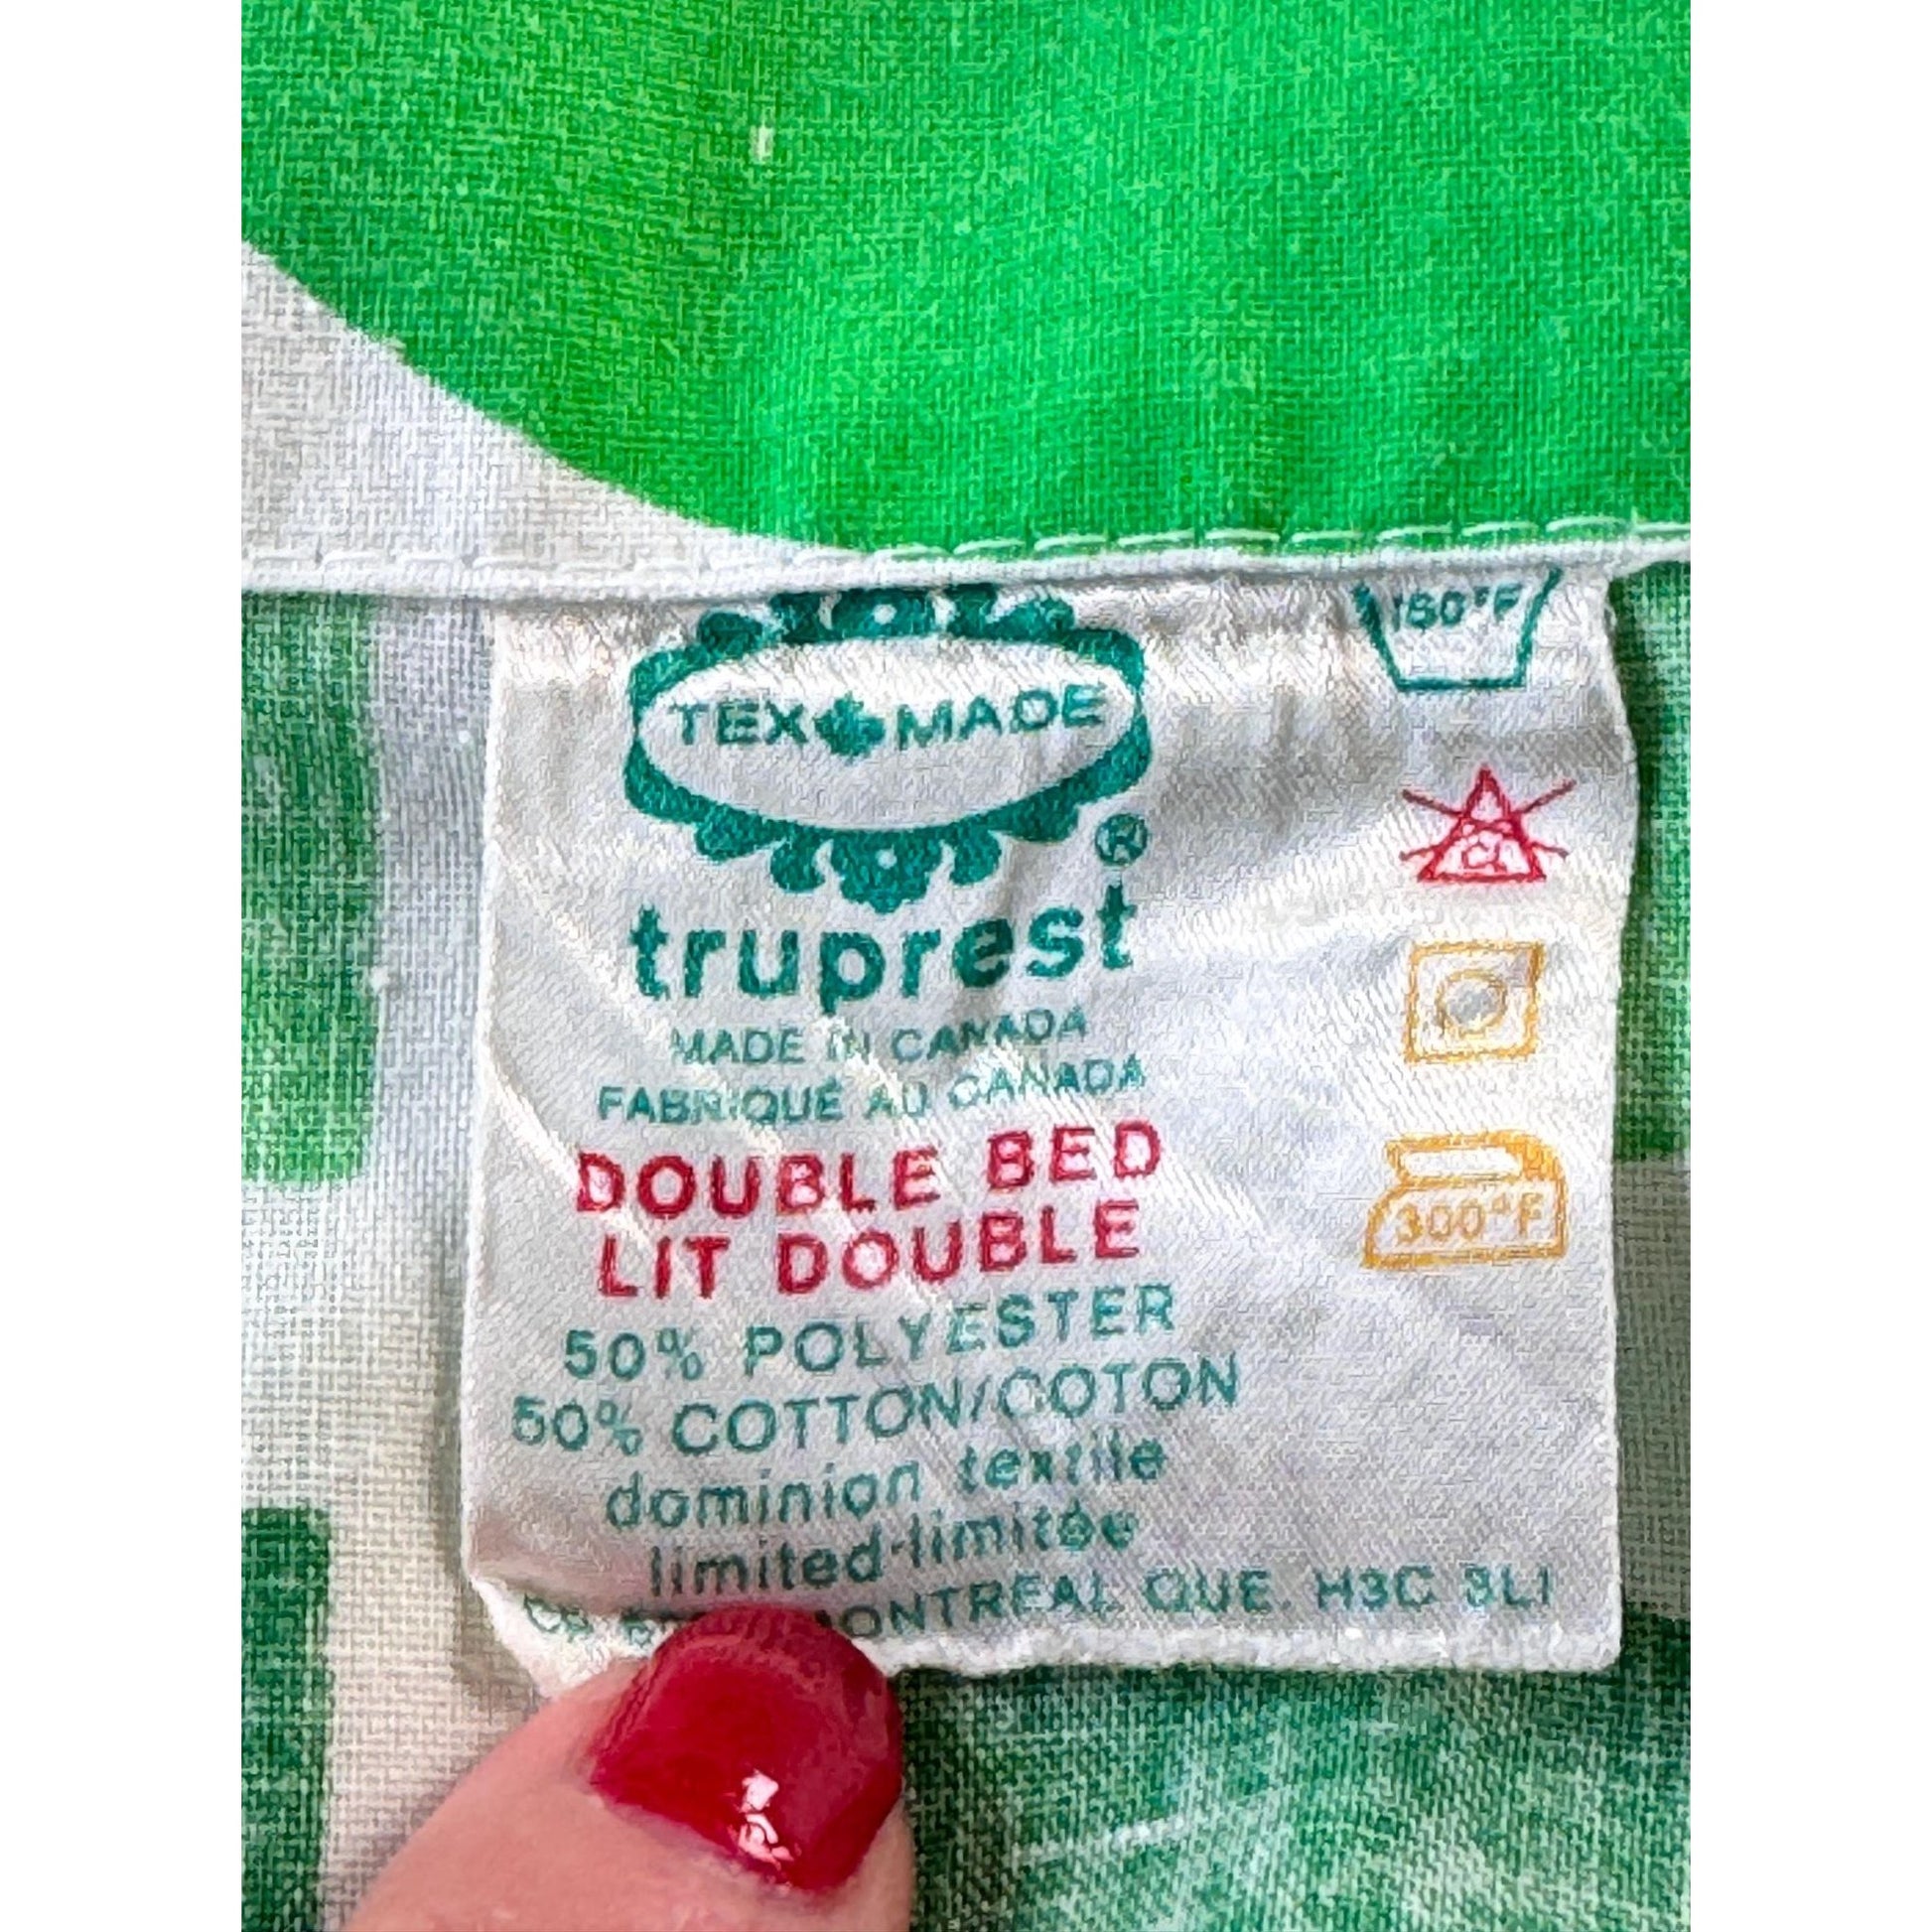 TEX MADE
®
truprest
MADE IN CANADA
FABRIQUÉ AU CANADA
DOUBLE BED
LIT DOUBLE
50% POLYESTER
50% COTTON/COTON
dominion textile
limited-limitée
MONTREAL QUE. H3C 3L1
160°F
CL
300°F